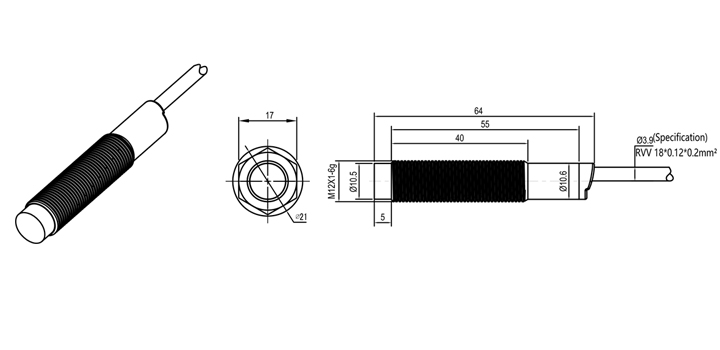 17
64
55
40
Ø3.9(Specification)
RVV 18*0.12*0.2mm²
M12X1-6g
Ø10.5
Ø10.6
Ø21
5